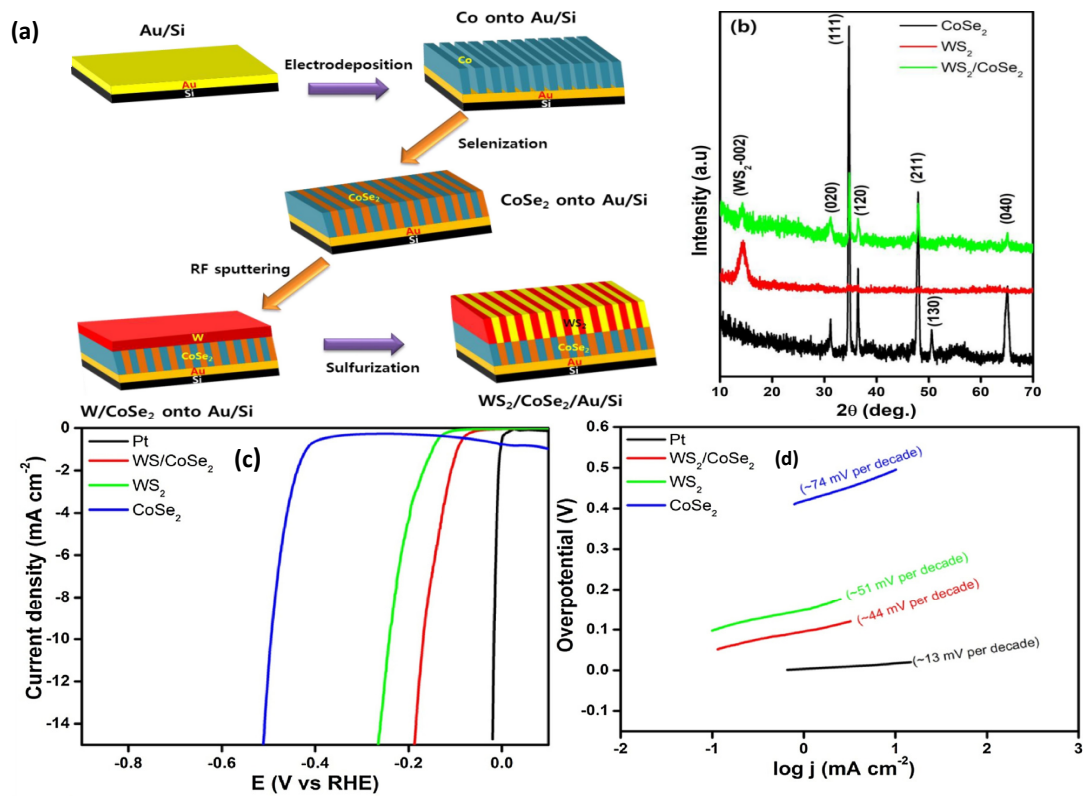 (a)
Au/Si
Au
Si
Electrodeposition
Co onto Au/Si
Co
Au
Si
Selenization
CoSe₂
Au
Si
CoSe₂ onto Au/Si
RF sputtering
W
CoSe₂
Au
Si
W/CoSe₂ onto Au/Si
Sulfurization
WS₂
CoSe₂
Au
Si
WS₂/CoSe₂/Au/Si
(b)
CoSe₂
WS₂
WS₂/CoSe₂
(WS₂-002)
(020)
(111)
(120)
(211)
(130)
(040)
Intensity (a.u)
10 20 30 40 50 60 70
2θ (deg.)
(c)
Pt
WS/CoSe₂
WS₂
CoSe₂
Current density (mA cm⁻²)
0
-2
-4
-6
-8
-10
-12
-14
-0.8 -0.6 -0.4 -0.2 0.0
E (V vs RHE)
(d)
Pt
WS₂/CoSe₂
WS₂
CoSe₂
(~74 mV per decade)
(~51 mV per decade)
(~44 mV per decade)
(~13 mV per decade)
Overpotential (V)
0.6
0.5
0.4
0.3
0.2
0.1
0.0
-0.1
-2 -1 0 1 2 3
log j (mA cm⁻²)